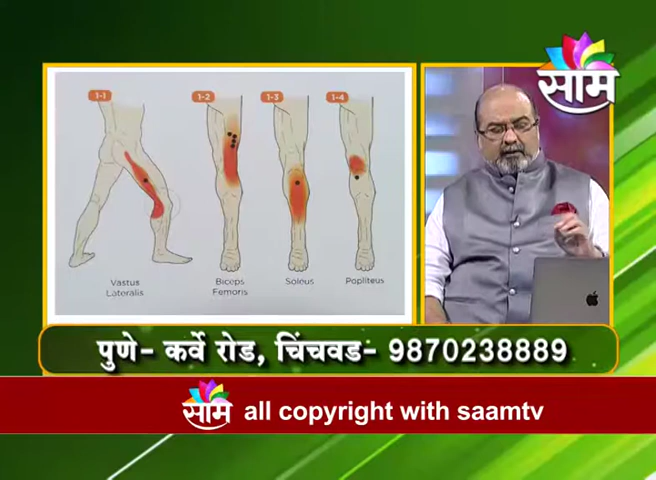 साम
1-1
1-2
1-3
1-4
Vastus
Lateralis
Biceps
Femoris
Soleus
Popliteus
पुणे- कर्वे रोड, चिंचवड- 9870238889
साम all copyright with saamtv